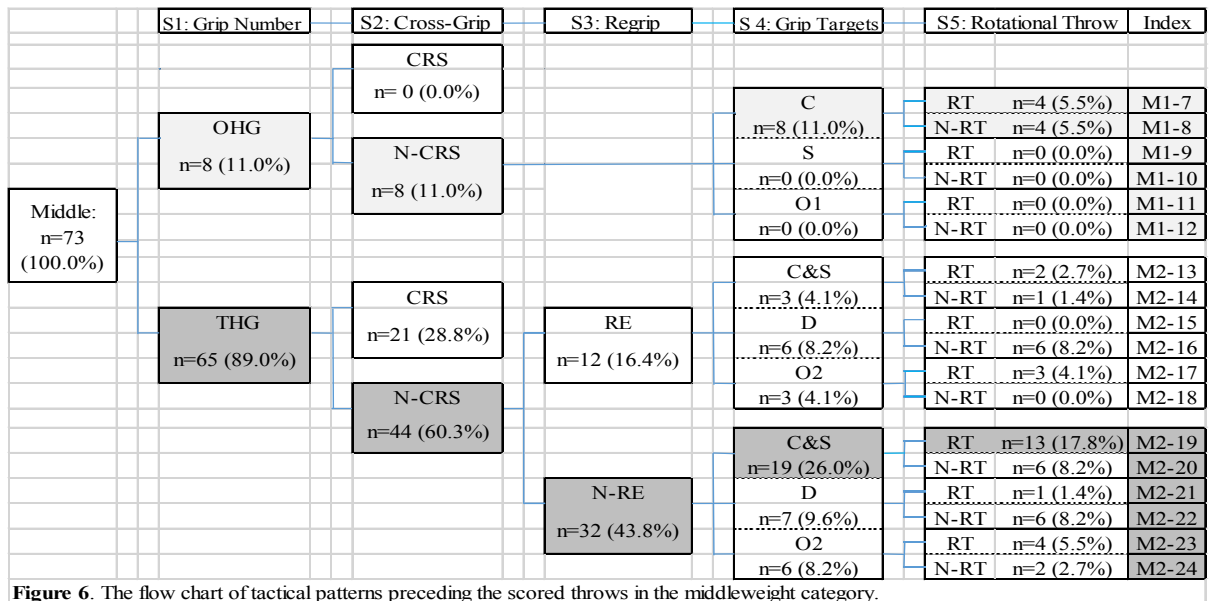 S1: Grip Number S2: Cross-Grip S3: Regrip S 4: Grip Targets S5: Rotational Throw Index
CRS
n= 0 (0.0%)
OHG
n=8 (11.0%)
N-CRS
n=8 (11.0%)
C
n=8 (11.0%)
S
n=0 (0.0%)
O1
n=0 (0.0%)
RT n=4 (5.5%) M1-7
N-RT n=4 (5.5%) M1-8
RT n=0 (0.0%) M1-9
N-RT n=0 (0.0%) M1-10
RT n=0 (0.0%) M1-11
N-RT n=0 (0.0%) M1-12
Middle:
n=73
(100.0%)
THG
n=65 (89.0%)
CRS
n=21 (28.8%)
N-CRS
n=44 (60.3%)
RE
n=12 (16.4%)
C&S
n=3 (4.1%)
D
n=6 (8.2%)
O2
n=3 (4.1%)
RT n=2 (2.7%) M2-13
N-RT n=1 (1.4%) M2-14
RT n=0 (0.0%) M2-15
N-RT n=6 (8.2%) M2-16
RT n=3 (4.1%) M2-17
N-RT n=0 (0.0%) M2-18
N-RE
n=32 (43.8%)
C&S
n=19 (26.0%)
D
n=7 (9.6%)
O2
n=6 (8.2%)
RT n=13 (17.8%) M2-19
N-RT n=6 (8.2%) M2-20
RT n=1 (1.4%) M2-21
N-RT n=6 (8.2%) M2-22
RT n=4 (5.5%) M2-23
N-RT n=2 (2.7%) M2-24
Figure 6. The flow chart of tactical patterns preceding the scored throws in the middleweight category.